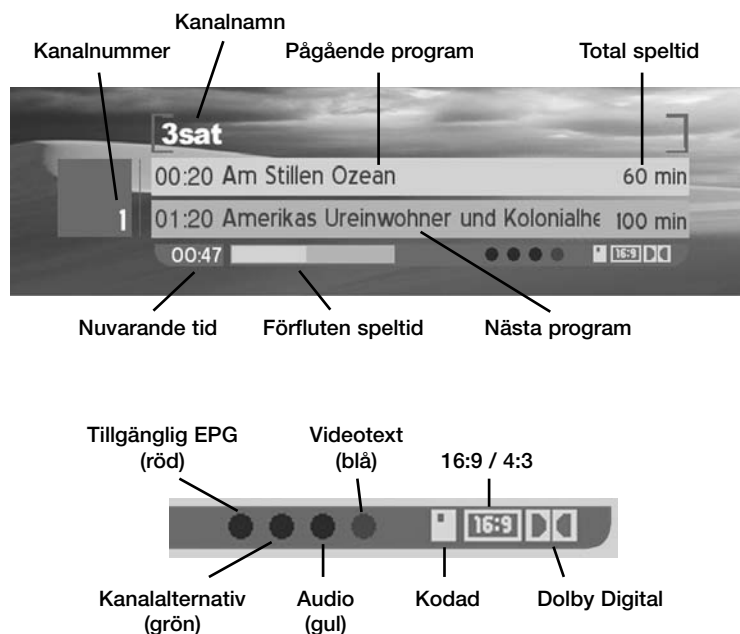 Kanalnamn
Kanalnummer
Pågående program
Total speltid
3sat
00:20 Am Stillen Ozean 60 min
1
01:20 Amerikas Ureinwohner und Kolonialhe 100 min
00:47
16:9
Nuvarande tid
Förfluten speltid
Nästa program
Tillgänglig EPG
(röd)
Videotext
(blå)
16:9 / 4:3
16:9
Kanalalternativ
(grön)
Audio
(gul)
Kodad
Dolby Digital